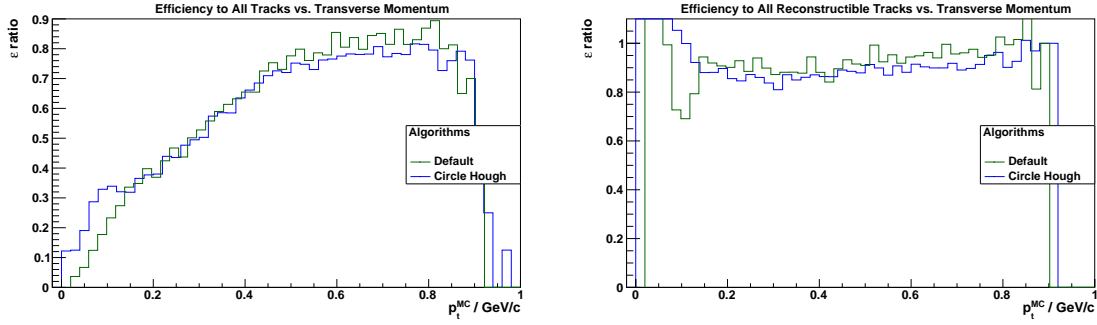 Efficiency to All Tracks vs. Transverse Momentum
ε ratio
0.9
0.8
0.7
0.6
0.5
0.4
0.3
0.2
0.1
0
Algorithms
Default
Circle Hough
0 0.2 0.4 0.6 0.8 1
p_t^MC / GeV/c
Efficiency to All Reconstructible Tracks vs. Transverse Momentum
ε ratio
1
0.8
0.6
0.4
0.2
0
Algorithms
Default
Circle Hough
0 0.2 0.4 0.6 0.8 1
p_t^MC / GeV/c